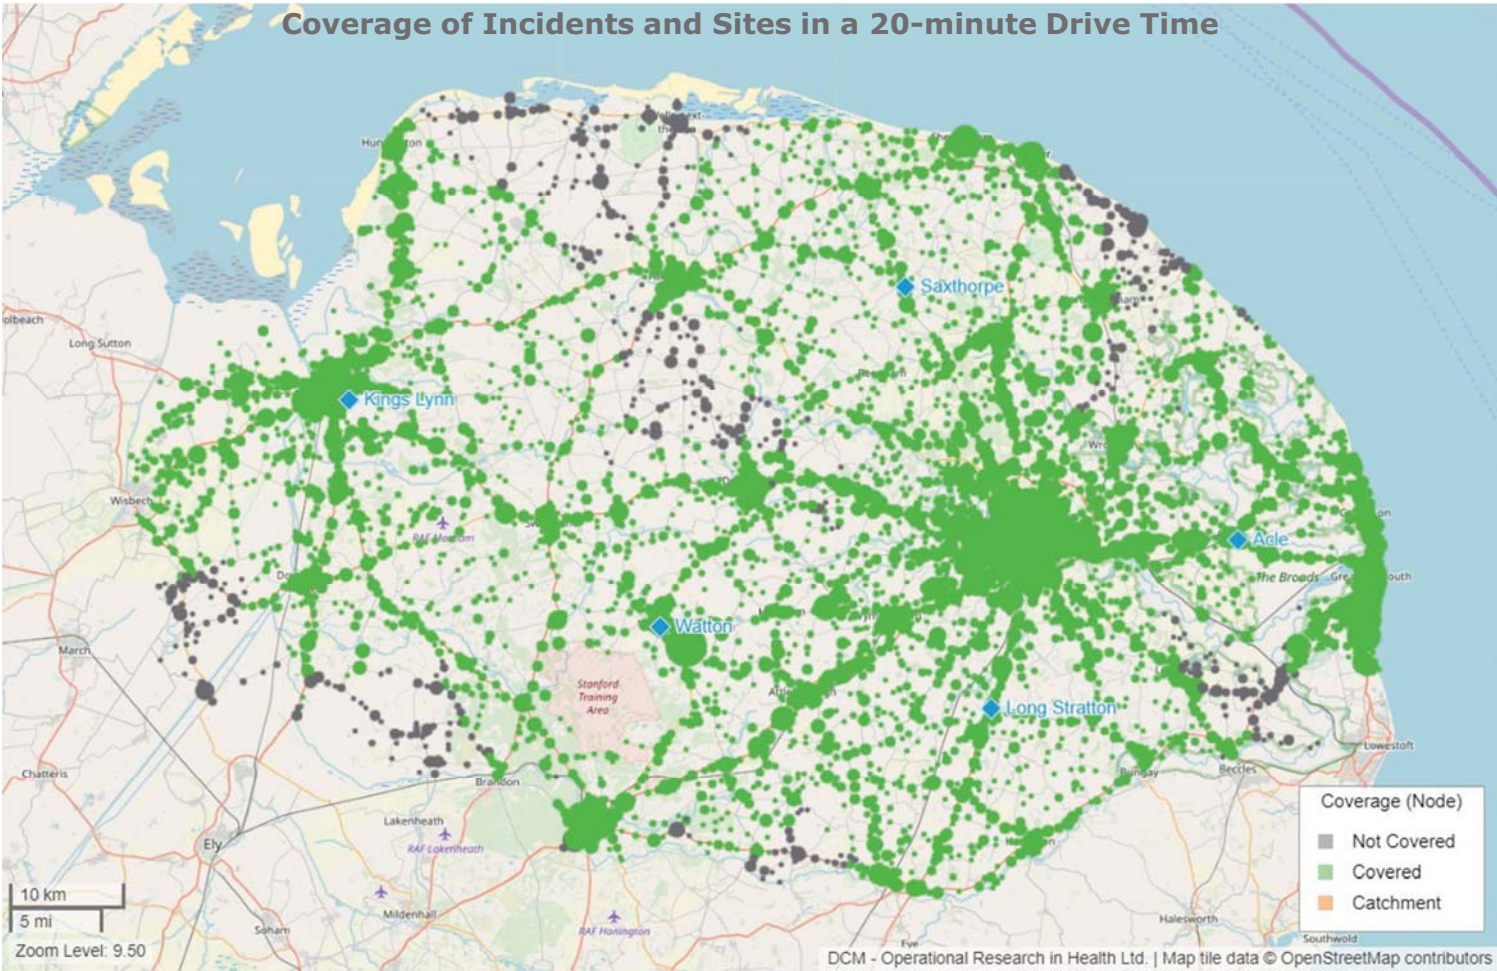 Coverage of Incidents and Sites in a 20-minute Drive Time
Saxthorpe
olbeach
Long Sutton
Kings Lynn
Wisbech
RAF Marham
Acle
The Broads
Watton
March
Stanford
Training
Area
Long Stratton
Lowestoft
Chatteris
Brandon
Bungay
Beccles
Lakenheath
RAF Lakenheath
Ely
Mildenhall
RAF Honington
Soham
Eye
Halesworth
Southwold
Coverage (Node)
Not Covered
Covered
Catchment
10 km
5 mi
Zoom Level: 9.50
DCM - Operational Research in Health Ltd. | Map tile data © OpenStreetMap contributors